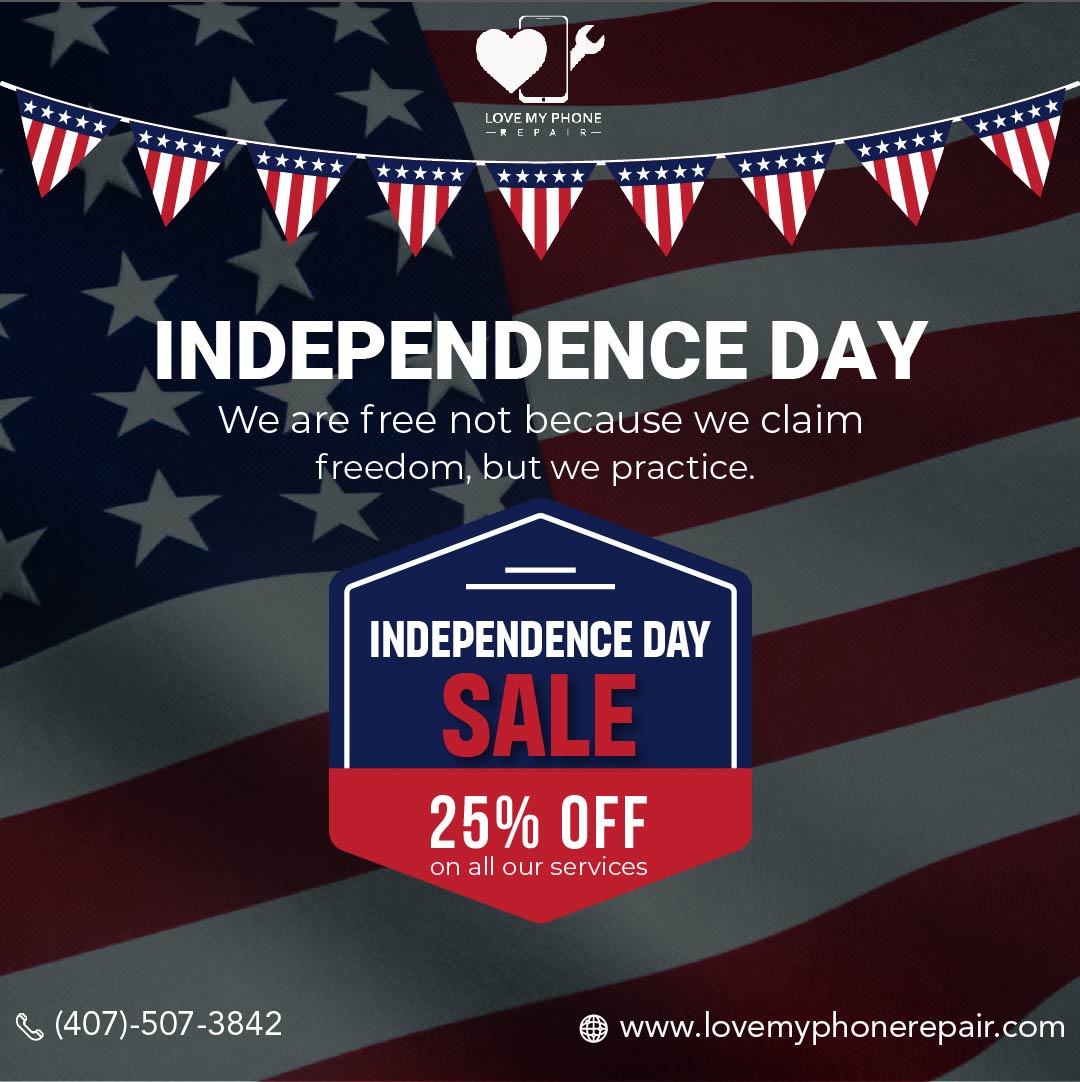 LOVE MY PHONE
REPAIR
INDEPENDENCE DAY
We are free not because we claim
freedom, but we practice.
INDEPENDENCE DAY
SALE
25% OFF
on all our services
(407)-507-3842
www.lovemyphonerepair.com